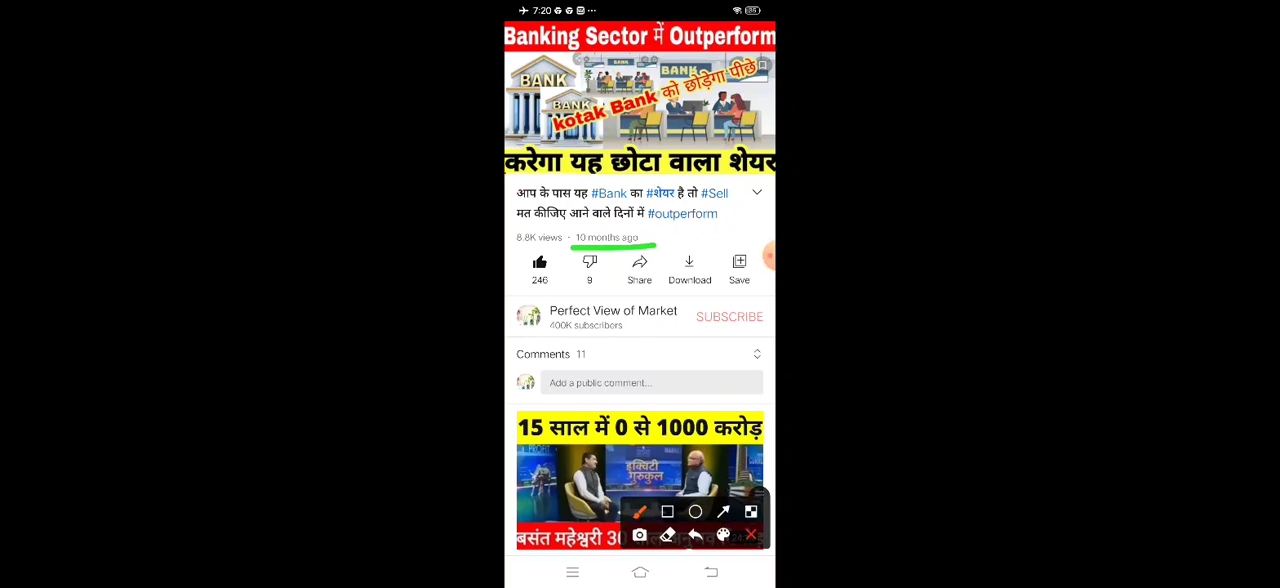 7:20
Banking Sector में Outperform
BANK
BANK
BANK
BANK
kotak Bank को छोड़ेगा पीछे
करेगा यह छोटा वाला शेयर
आप के पास यह #Bank का #शेयर है तो #Sell
मत कीजिए आने वाले दिनों में #outperform
8.8K views · 10 months ago
246
9
Share
Download
Save
Perfect View of Market
SUBSCRIBE
400K subscribers
Comments 11
Add a public comment...
15 साल में 0 से 1000 करोड़
इक्विटी
गुरुकुल
बसंत महेश्वरी 30 साल